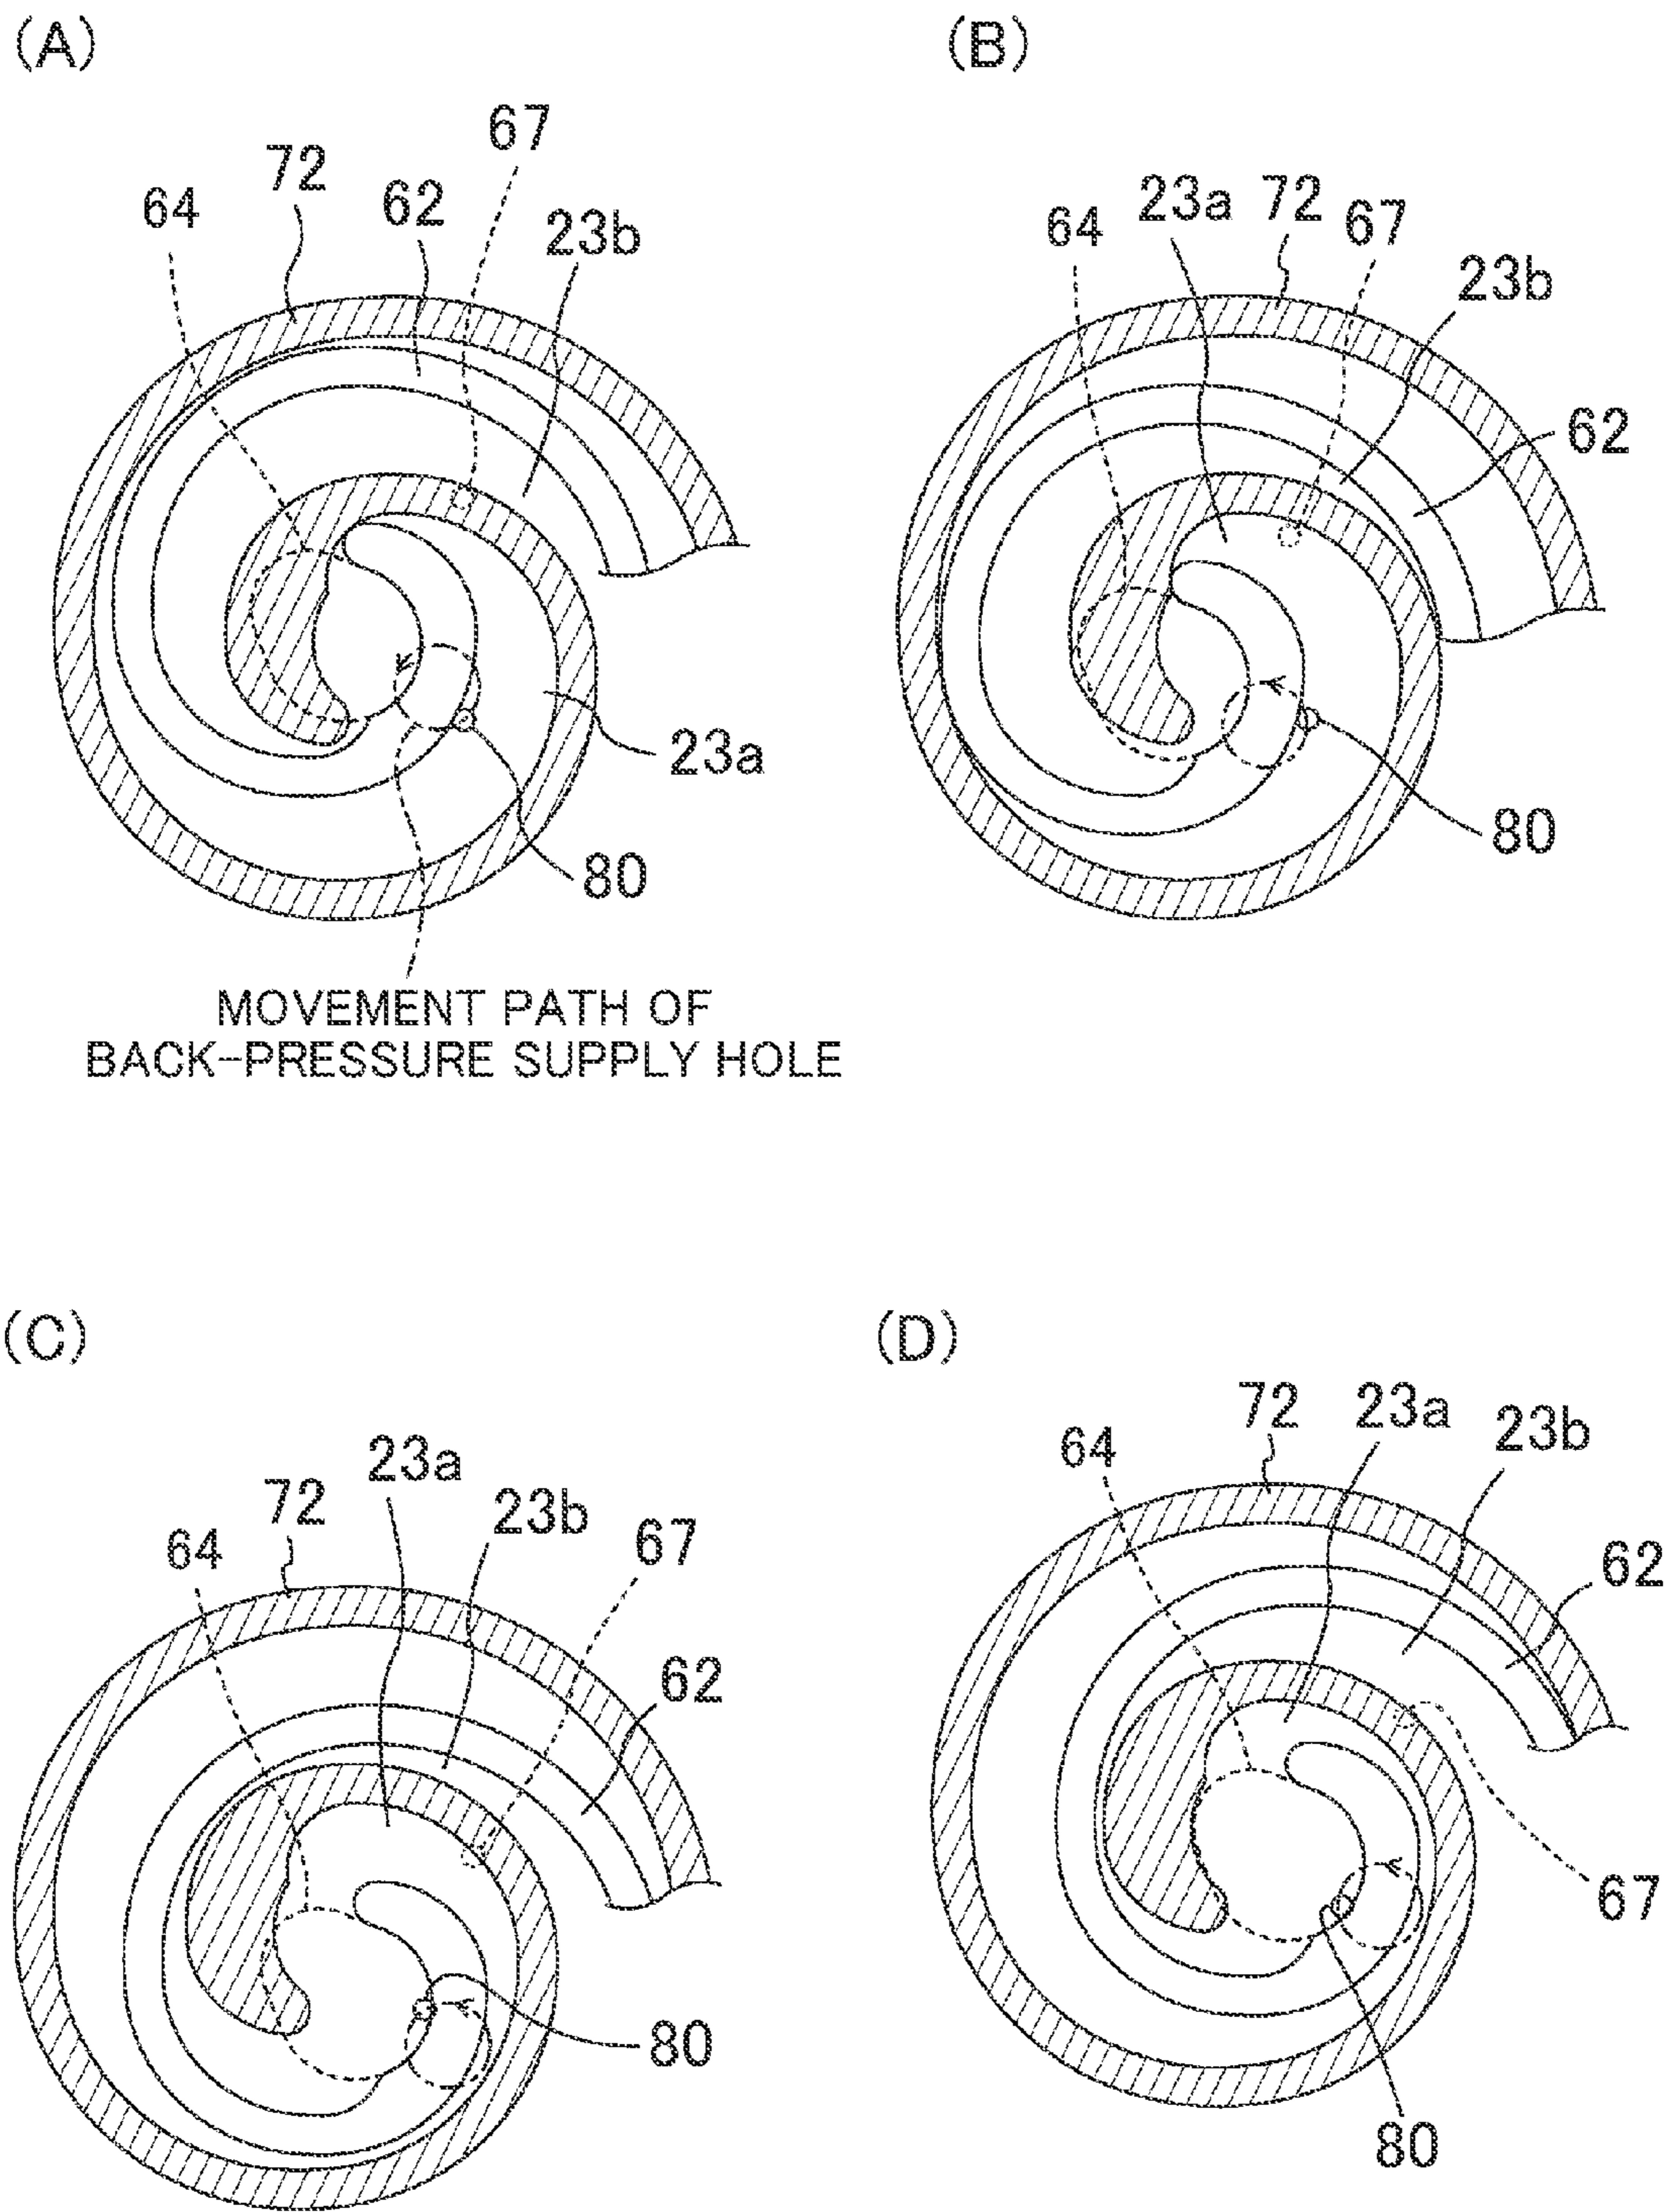 (A)
67
72
64
62
23b
23a
80
MOVEMENT PATH OF
BACK-PRESSURE SUPPLY HOLE
(B)
23a
72
64
67
23b
62
80
(C)
23a
72
23b
64
67
62
80
(D)
72
23a
64
23b
62
67
80